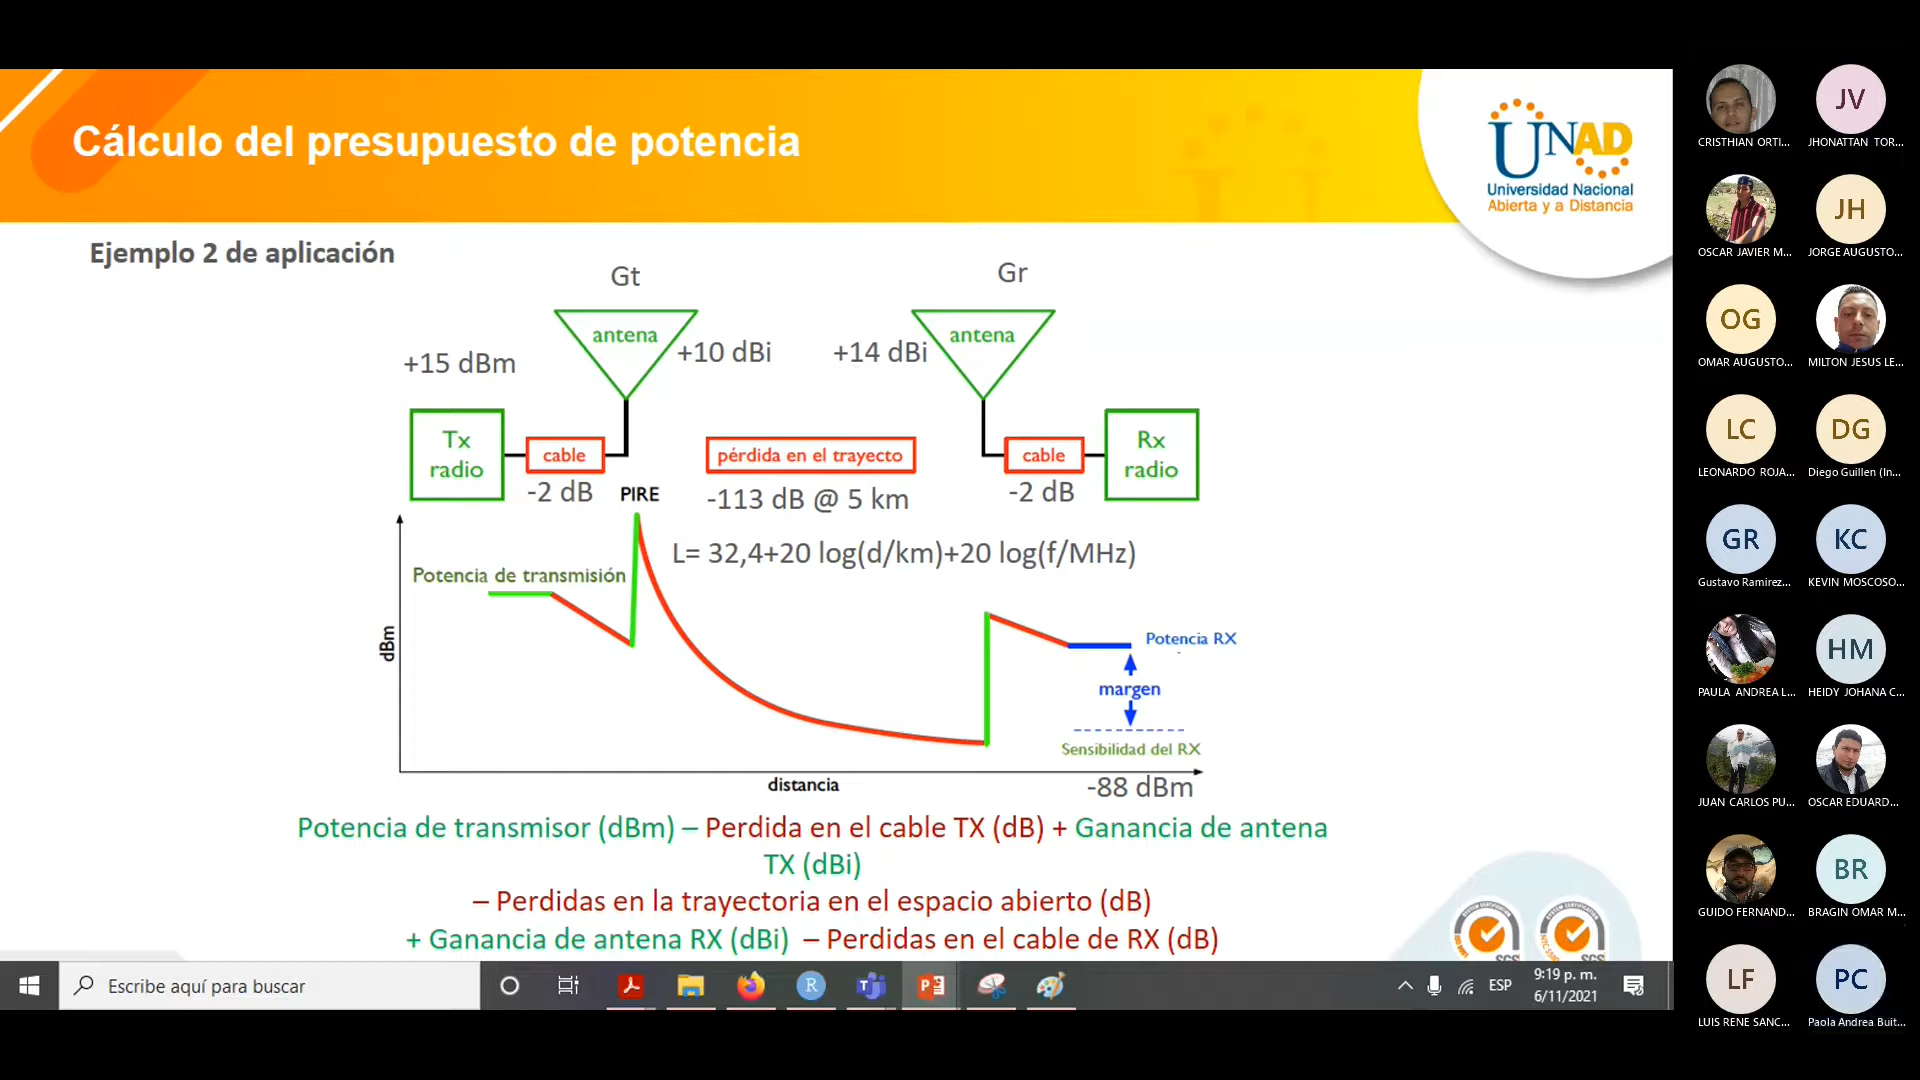 Cálculo del presupuesto de potencia
UNAD
Universidad Nacional
Abierta y a Distancia
Ejemplo 2 de aplicación
Gt
Gr
antena
antena
+15 dBm
+10 dBi
+14 dBi
Tx
radio
cable
pérdida en el trayecto
cable
Rx
radio
-2 dB
PIRE
-113 dB @ 5 km
-2 dB
L= 32,4+20 log(d/km)+20 log(f/MHz)
Potencia de transmisión
dBm
Potencia RX
margen
Sensibilidad del RX
distancia
-88 dBm
Potencia de transmisor (dBm) – Perdida en el cable TX (dB) + Ganancia de antena
TX (dBi)
– Perdidas en la trayectoria en el espacio abierto (dB)
+ Ganancia de antena RX (dBi) – Perdidas en el cable de RX (dB)
SGS
SGS
Escribe aquí para buscar
ESP
9:19 p. m.
6/11/2021
CRISTHIAN ORTI...
JV
JHONATTAN TOR...
OSCAR JAVIER M...
JH
JORGE AUGUSTO...
OG
OMAR AUGUSTO...
MILTON JESUS LE...
LC
LEONARDO ROJA...
DG
Diego Guillen (In...
GR
Gustavo Ramirez...
KC
KEVIN MOSCOSO...
PAULA ANDREA L...
HM
HEIDY JOHANA C...
JUAN CARLOS PU...
OSCAR EDUARD...
GUIDO FERNAND...
BR
BRAGIN OMAR M...
LF
LUIS RENE SANC...
PC
Paola Andrea Buit...